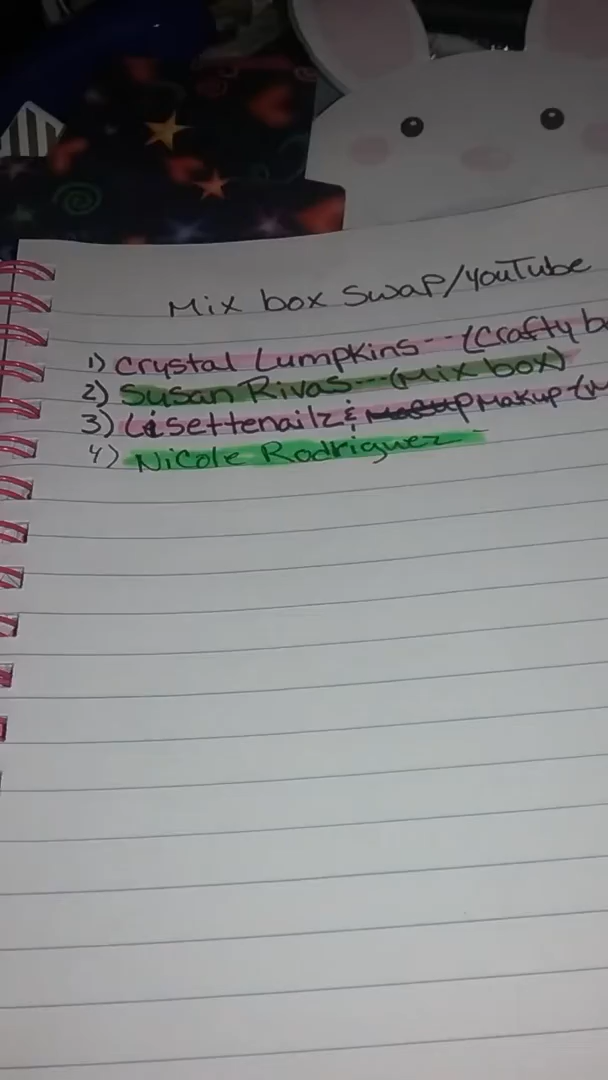 Mix box swap/YouTube
1) Crystal Lumpkins--(Crafty b
2) Susan Rivas---(Mix box)
3) Lisettenailz & Makup (M
4) Nicole Rodriguez